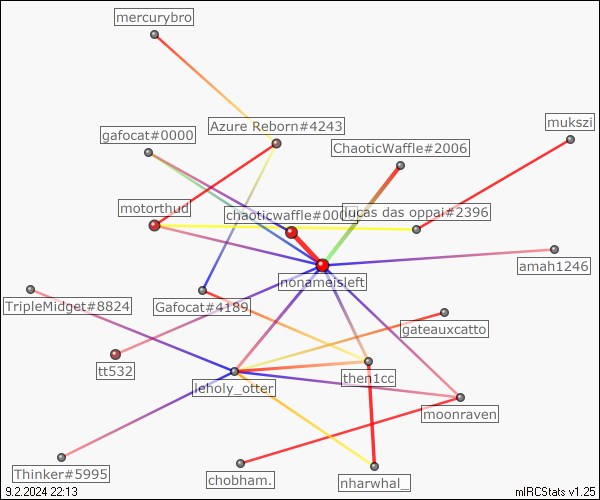 mercurybro
Azure Reborn#4243
mukszi
gafocat#0000
ChaoticWaffle#2006
motorthud
chaoticwaffle#000
lucas das oppai#2396
amah1246
nonameisleft
TripleMidget#8824
Gafocat#4189
gateauxcatto
tt532
leholy_otter
then1cc
moonraven
Thinker#5995
chobham.
nharwhal_
9.2.2024 22:13
mIRCStats v1.25